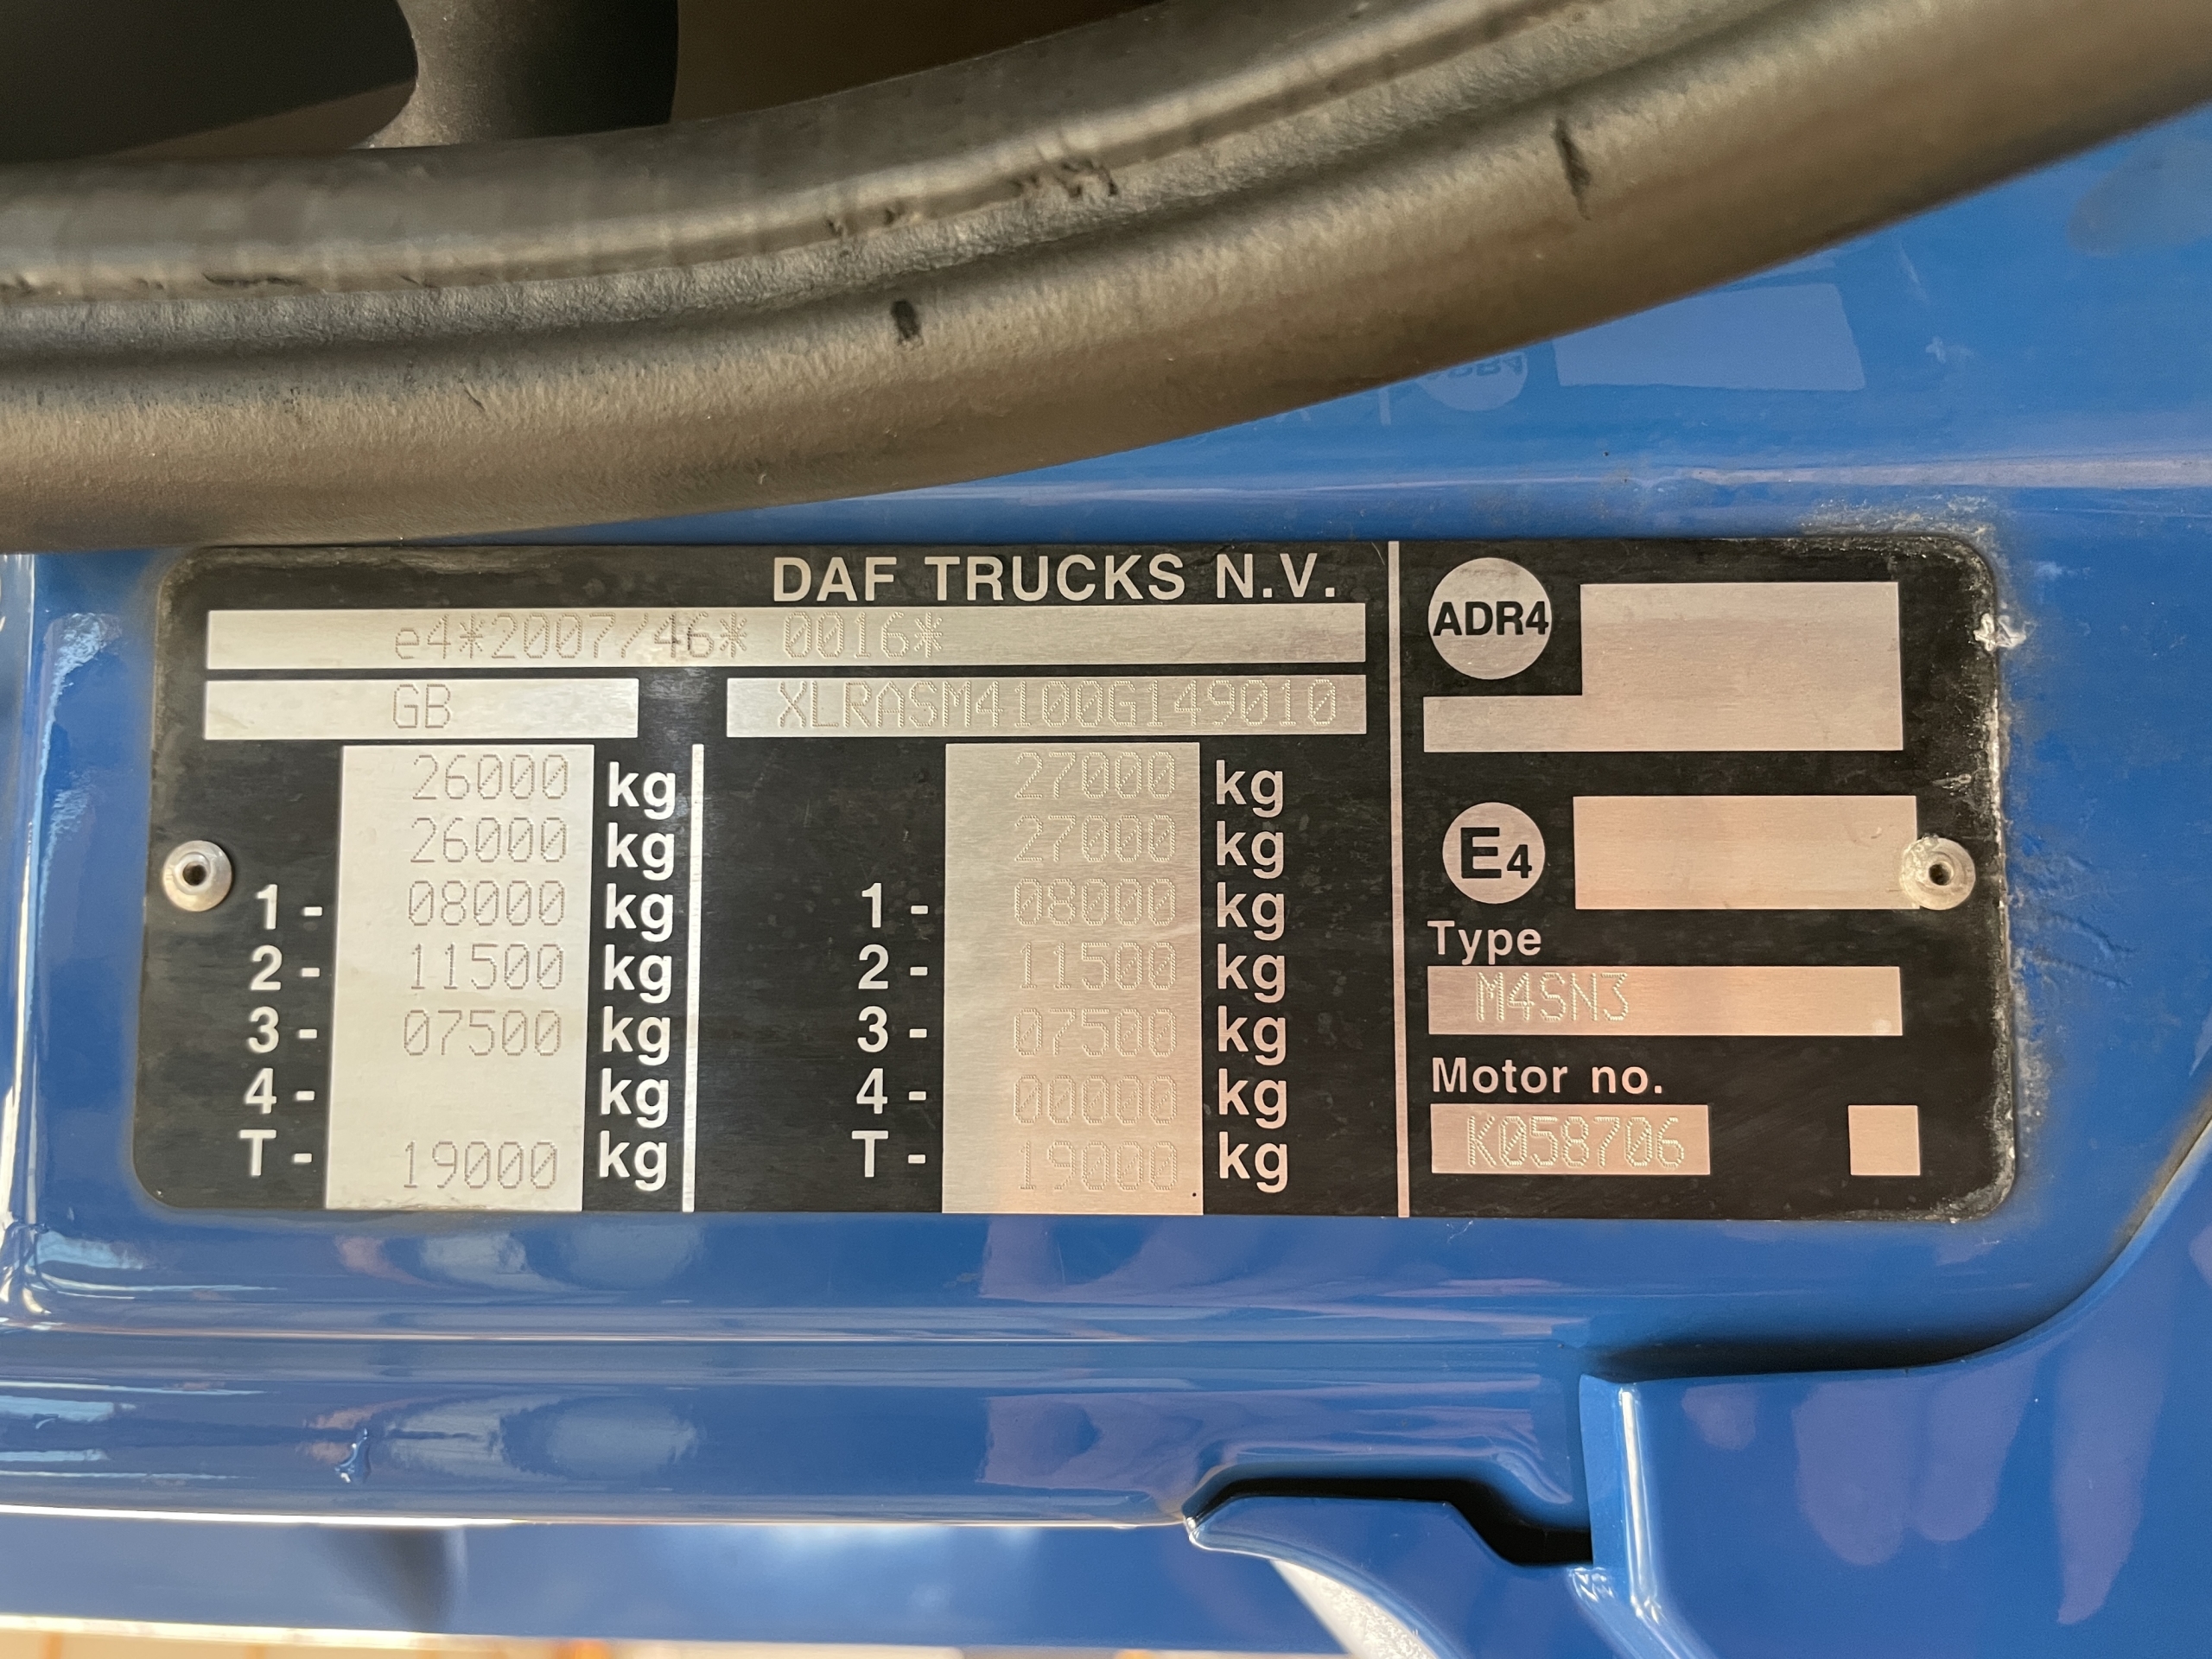 DAF TRUCKS N.V.
e4*2007/46* 0016*
GB XLRASM4100G149010
26000 kg 27000 kg
26000 kg 27000 kg
1- 08000 kg 1- 08000 kg
2- 11500 kg 2- 11500 kg
3- 07500 kg 3- 07500 kg
4- kg 4- 00000 kg
T- 19000 kg T- 19000 kg
ADR4
E4
Type
M4SN3
Motor no.
K058706